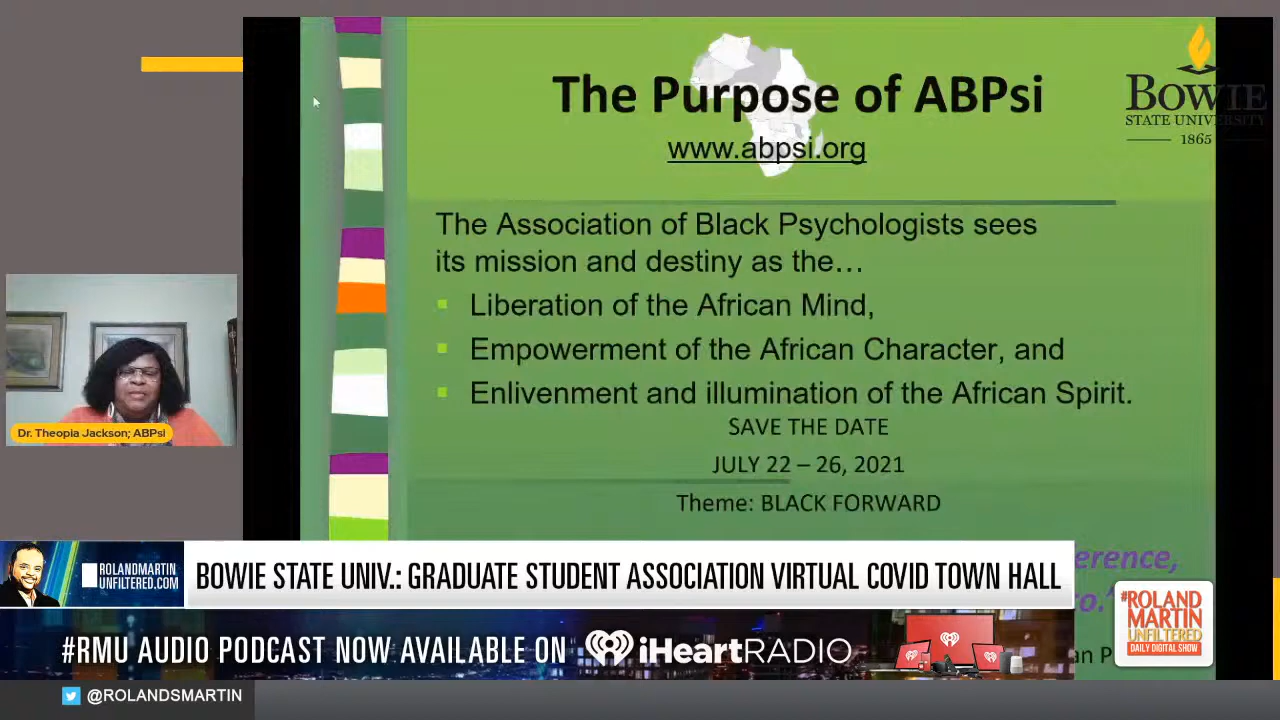 The Purpose of ABPsi
www.abpsi.org
BOWIE
STATE UNIVERSITY
1865
The Association of Black Psychologists sees
its mission and destiny as the…
Liberation of the African Mind,
Empowerment of the African Character, and
Enlivenment and illumination of the African Spirit.
SAVE THE DATE
JULY 22 – 26, 2021
Theme: BLACK FORWARD
Dr. Theopia Jackson; ABPsi
ROLANDMARTIN
UNFILTERED.COM
BOWIE STATE UNIV.: GRADUATE STUDENT ASSOCIATION VIRTUAL COVID TOWN HALL
#RMU AUDIO PODCAST NOW AVAILABLE ON iHeartRADIO
#ROLAND
MARTIN
UNFILTERED
DAILY DIGITAL SHOW
@ROLANDSMARTIN